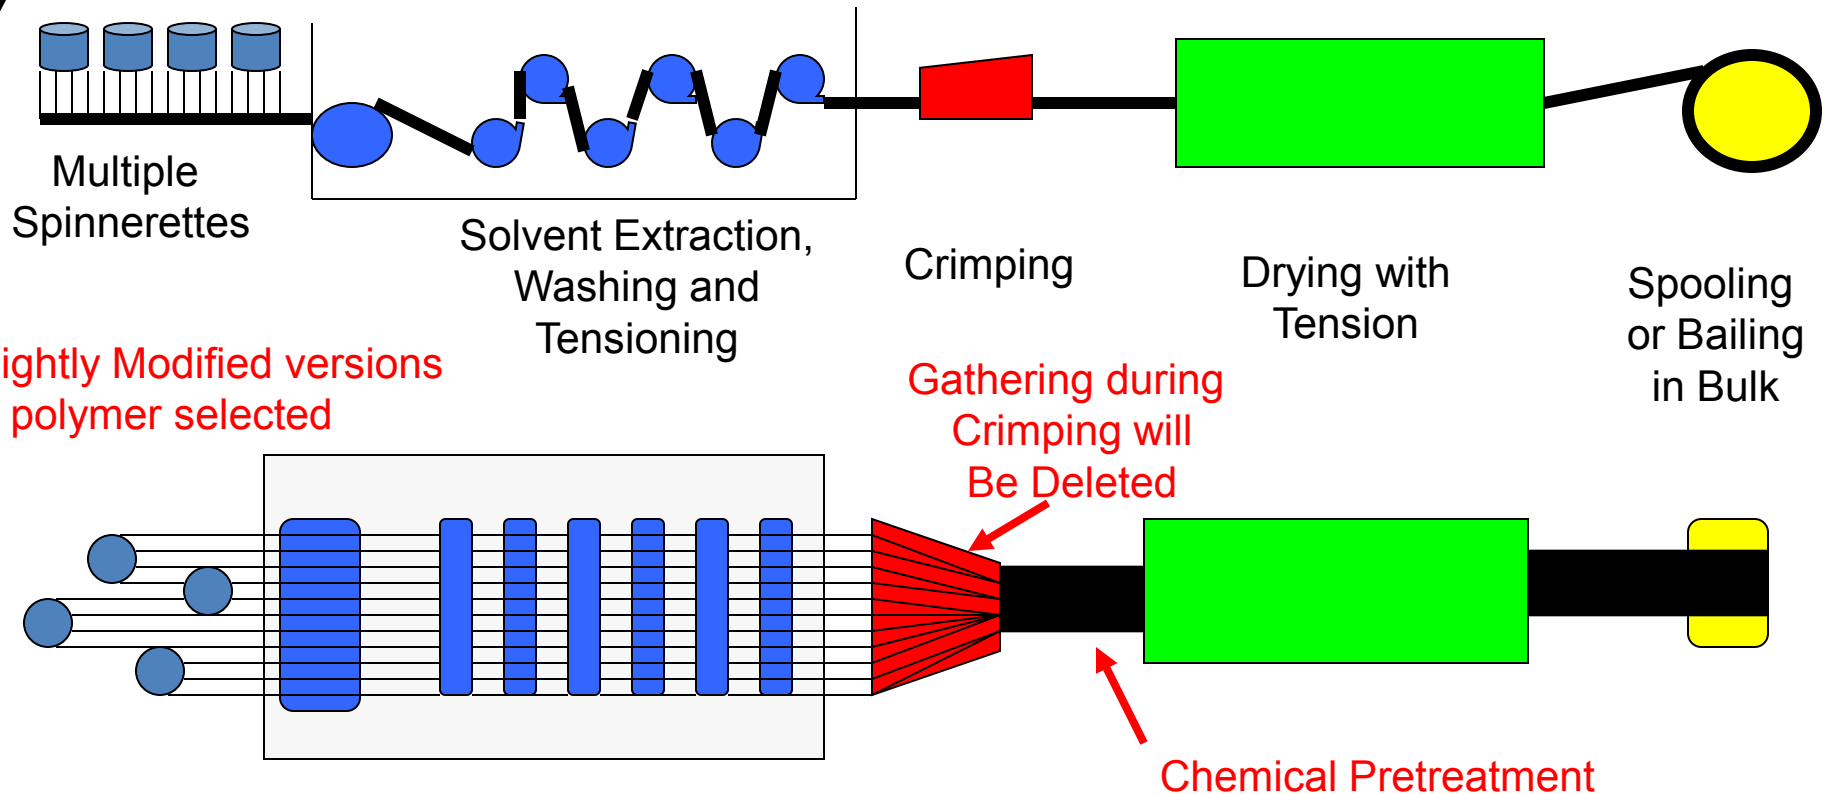 Multiple
Spinnerettes
Solvent Extraction,
Washing and
Tensioning
Crimping
Drying with
Tension
Spooling
or Bailing
in Bulk
ightly Modified versions
polymer selected
Gathering during
Crimping will
Be Deleted
Chemical Pretreatment